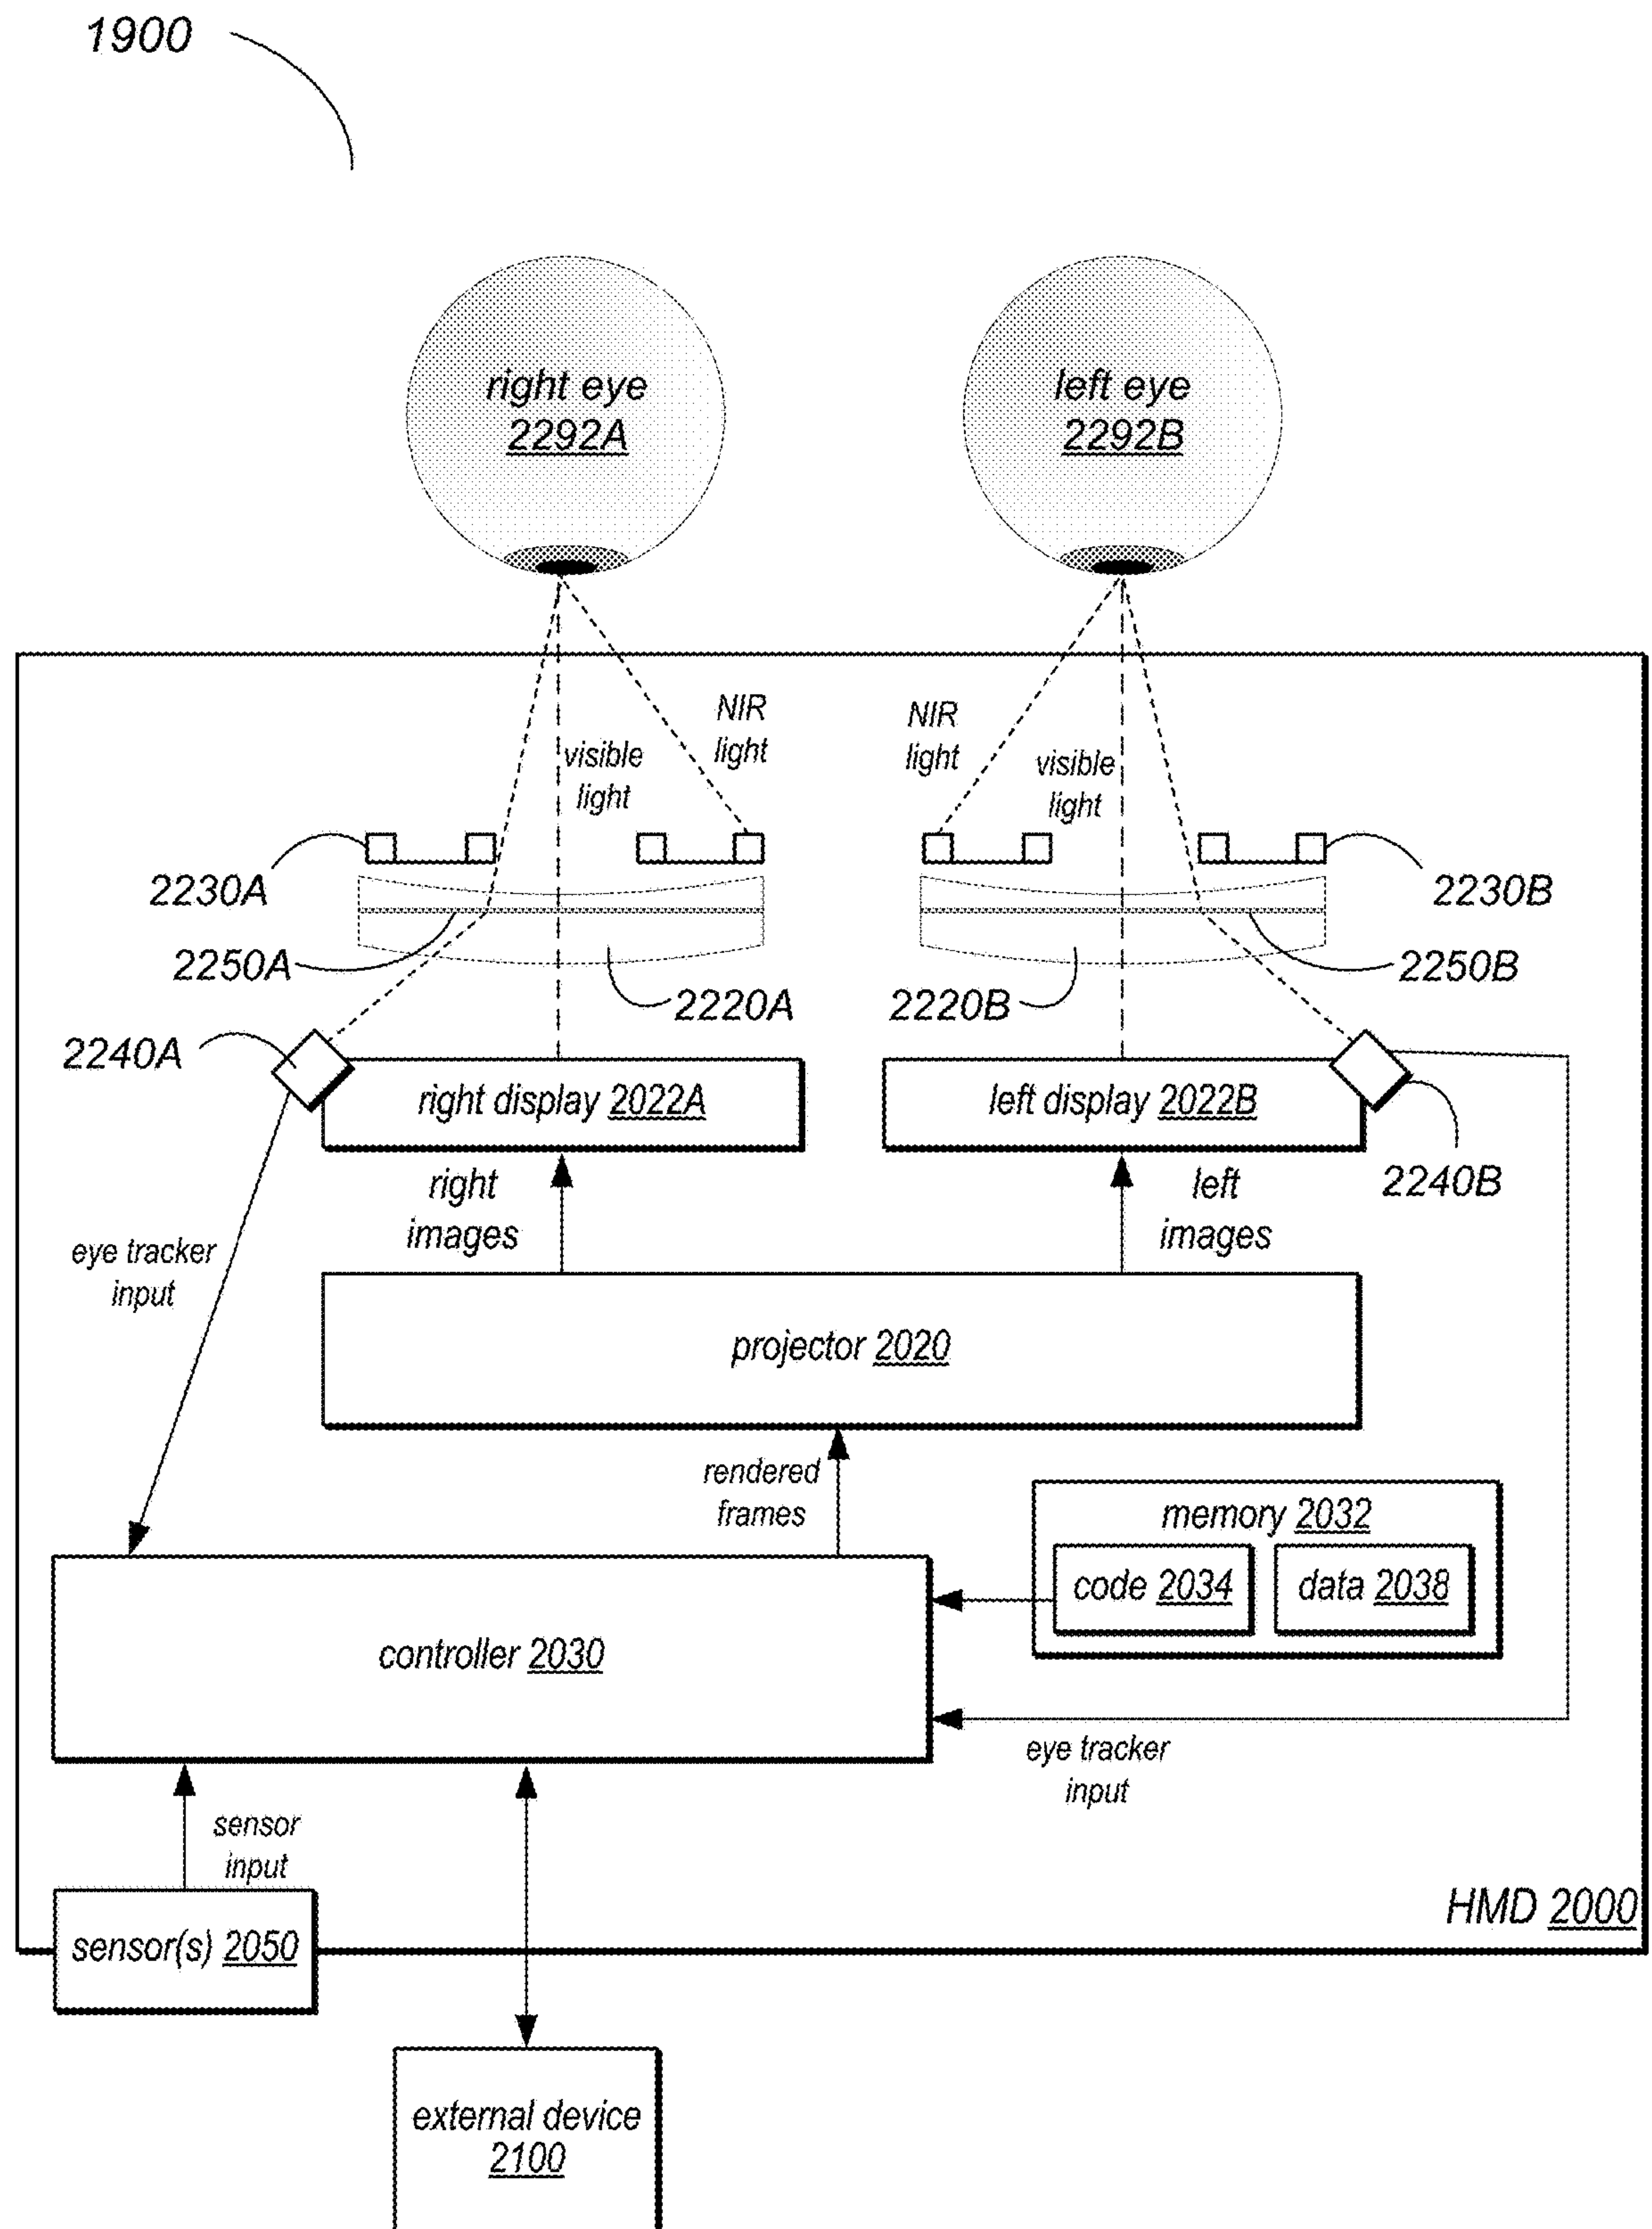 1900
right eye
2292A
left eye
2292B
NIR
light
visible
light
NIR
light
visible
light
2230A
2230B
2250A
2250B
2220A
2220B
2240A
right display 2022A
left display 2022B
2240B
right
images
left
images
eye tracker
input
projector 2020
rendered
frames
memory 2032
code 2034
data 2038
controller 2030
eye tracker
input
sensor
input
HMD 2000
sensor(s) 2050
external device
2100